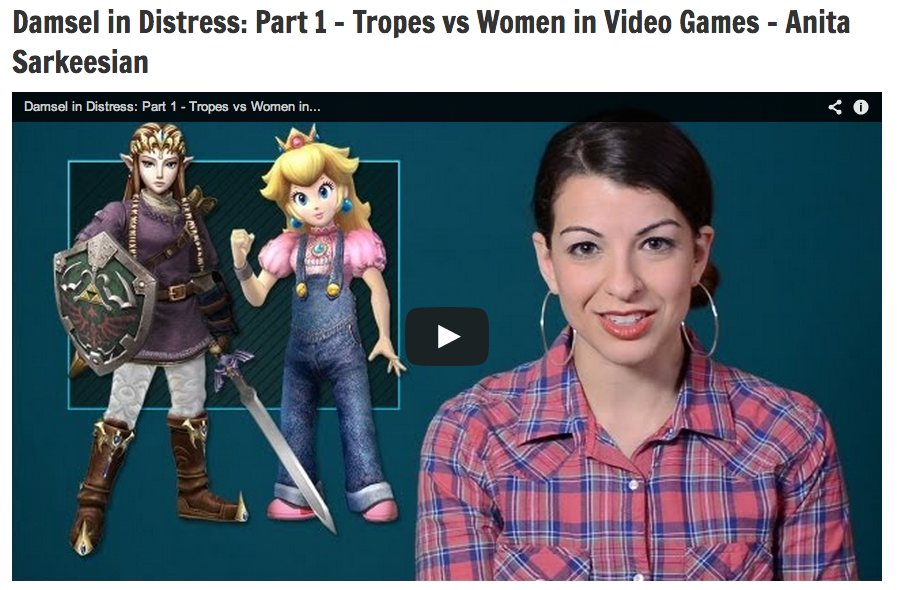 Damsel in Distress: Part 1 - Tropes vs Women in Video Games - Anita
Sarkeesian
Damsel in Distress: Part 1 - Tropes vs Women in...